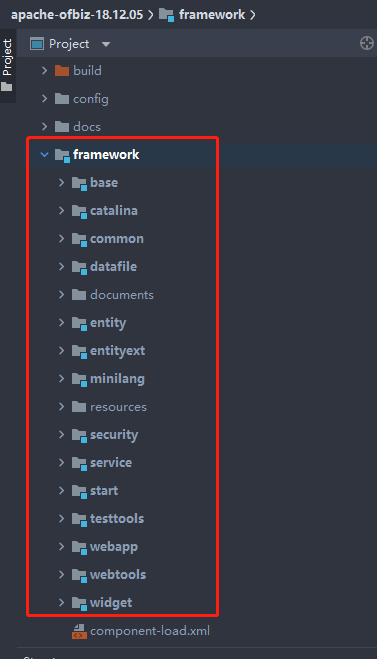 apache-ofbiz-18.12.05 > framework >
Project
Project
build
config
docs
framework
base
catalina
common
datafile
documents
entity
entityext
minilang
resources
security
service
start
testtools
webapp
webtools
widget
component-load.xml